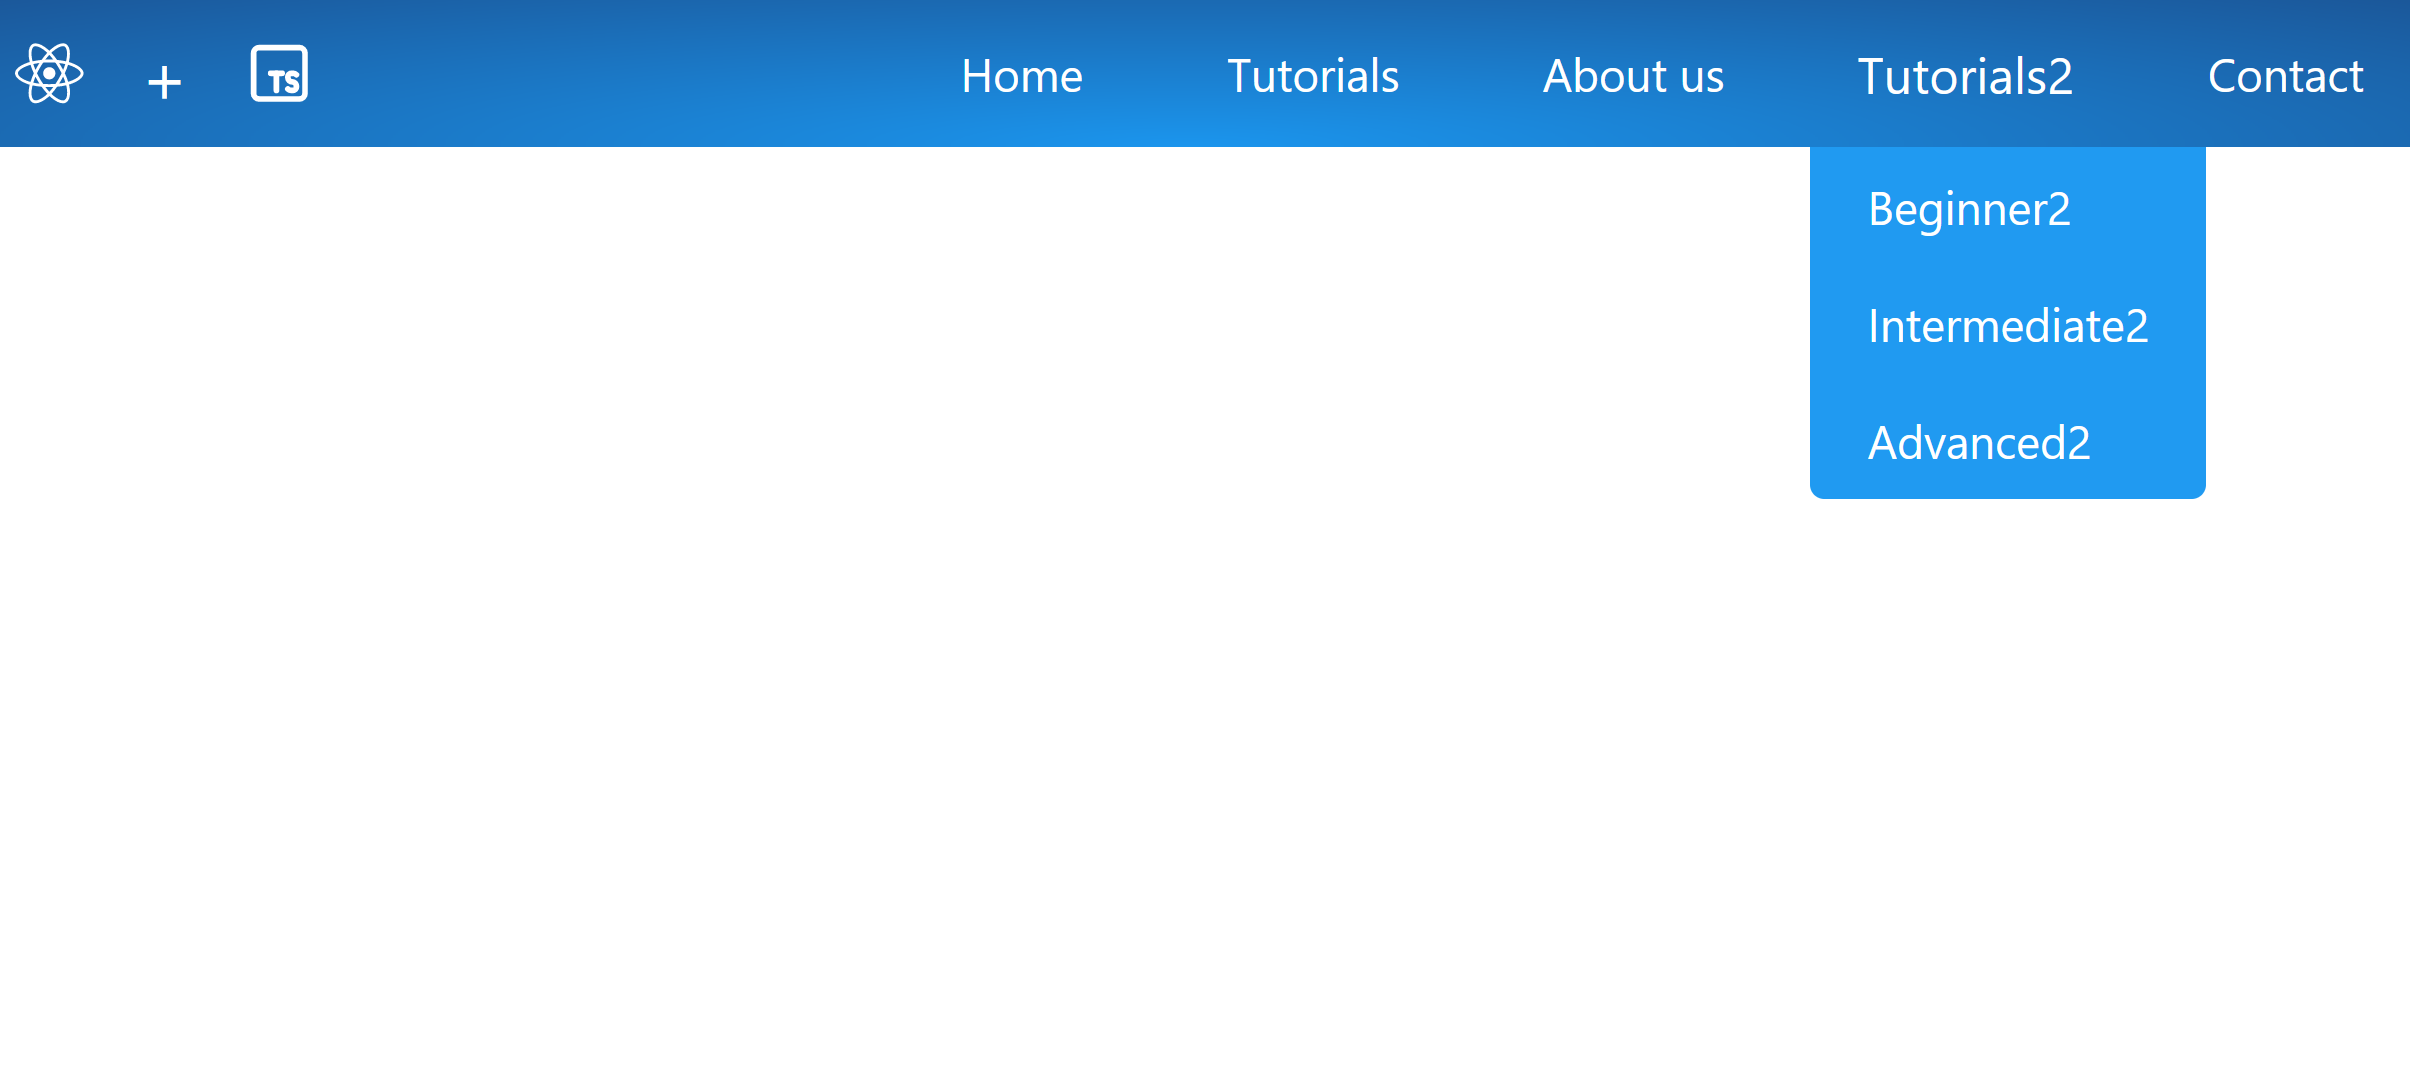 + TS Home Tutorials About us Tutorials2 Contact
Beginner2
Intermediate2
Advanced2